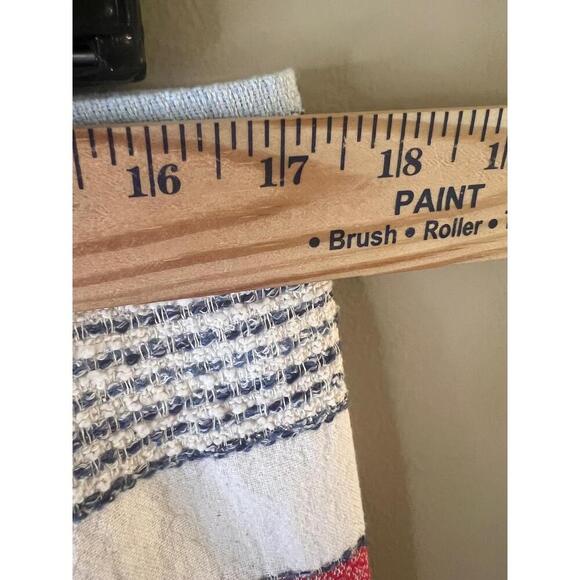 16 17 18
PAINT
• Brush • Roller •